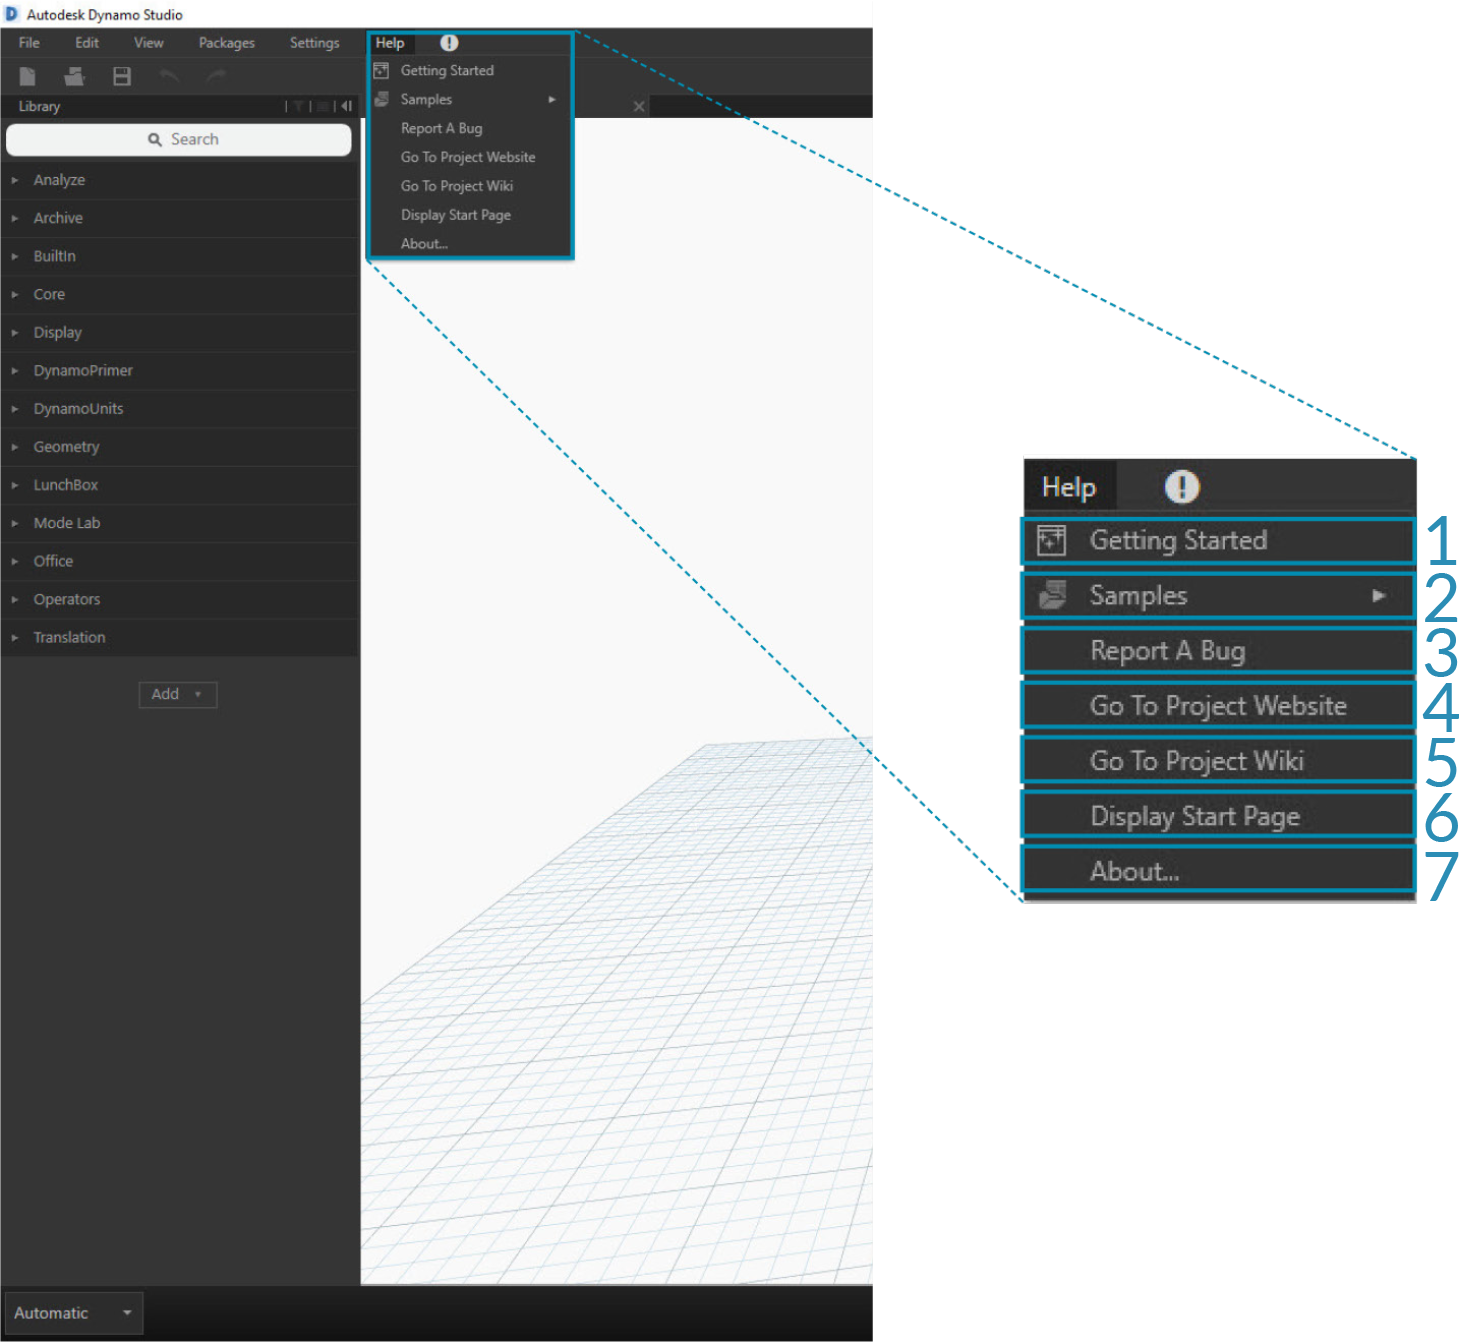 Autodesk Dynamo Studio
File Edit View Packages Settings Help
Getting Started
Samples
Report A Bug
Go To Project Website
Go To Project Wiki
Display Start Page
About...
Library
Search
Analyze
Archive
BuiltIn
Core
Display
DynamoPrimer
DynamoUnits
Geometry
LunchBox
Mode Lab
Office
Operators
Translation
Add
Automatic
Help
Getting Started 1
Samples 2
Report A Bug 3
Go To Project Website 4
Go To Project Wiki 5
Display Start Page 6
About... 7